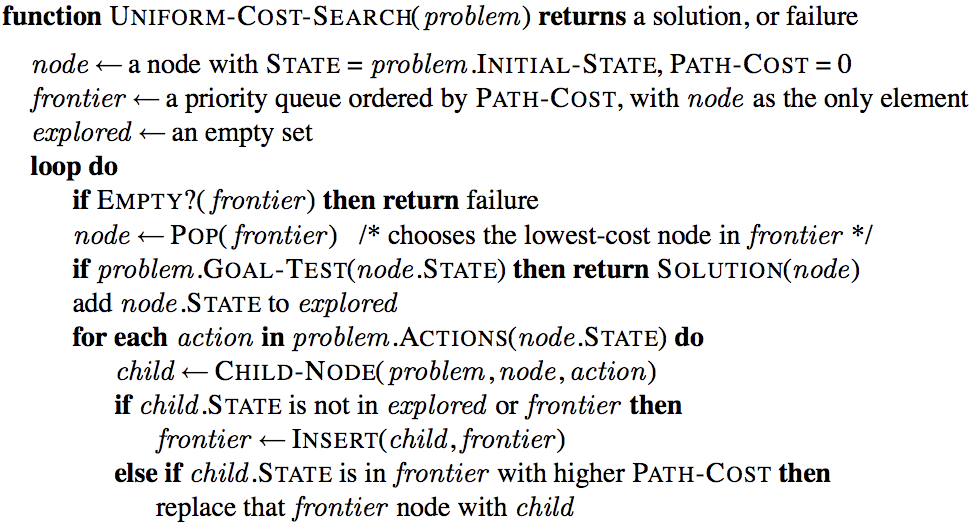 function UNIFORM-COST-SEARCH(problem) returns a solution, or failure
node ← a node with STATE = problem.INITIAL-STATE, PATH-COST = 0
frontier ← a priority queue ordered by PATH-COST, with node as the only element
explored ← an empty set
loop do
if EMPTY?(frontier) then return failure
node ← POP(frontier) /* chooses the lowest-cost node in frontier */
if problem.GOAL-TEST(node.STATE) then return SOLUTION(node)
add node.STATE to explored
for each action in problem.ACTIONS(node.STATE) do
child ← CHILD-NODE(problem, node, action)
if child.STATE is not in explored or frontier then
frontier ← INSERT(child, frontier)
else if child.STATE is in frontier with higher PATH-COST then
replace that frontier node with child